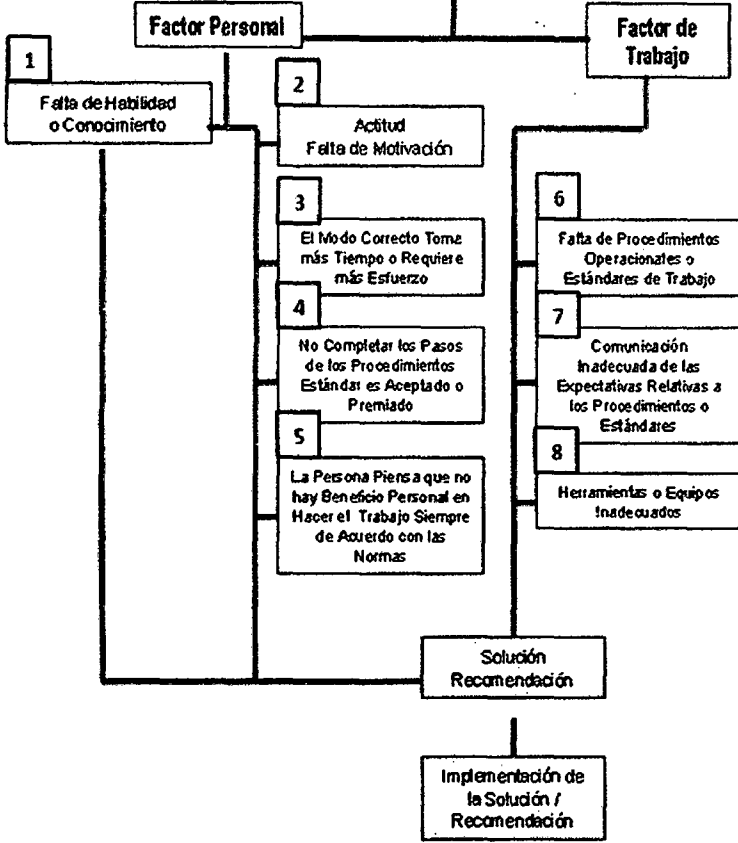 Factor Personal
Factor de
Trabajo
1
Falta de Habilidad
o Conocimiento
2
Actitud
Falta de Motivación
3
El Modo Correcto Toma
más Tiempo o Requiere
más Esfuerzo
4
No Completar los Pasos
de los Procedimientos
Estándar es Aceptado o
Premiado
5
La Persona Piensa que no
hay Beneficio Personal en
Hacer el Trabajo Siempre
de Acuerdo con las
Normas
6
Falta de Procedimientos
Operacionales o
Estándares de Trabajo
7
Comunicación
Inadecuada de las
Expectativas Relativas a
los Procedimientos o
Estándares
8
Herramientas o Equipos
Inadecuados
Solución
Recomendación
Implementación de
la Solución /
Recomendación